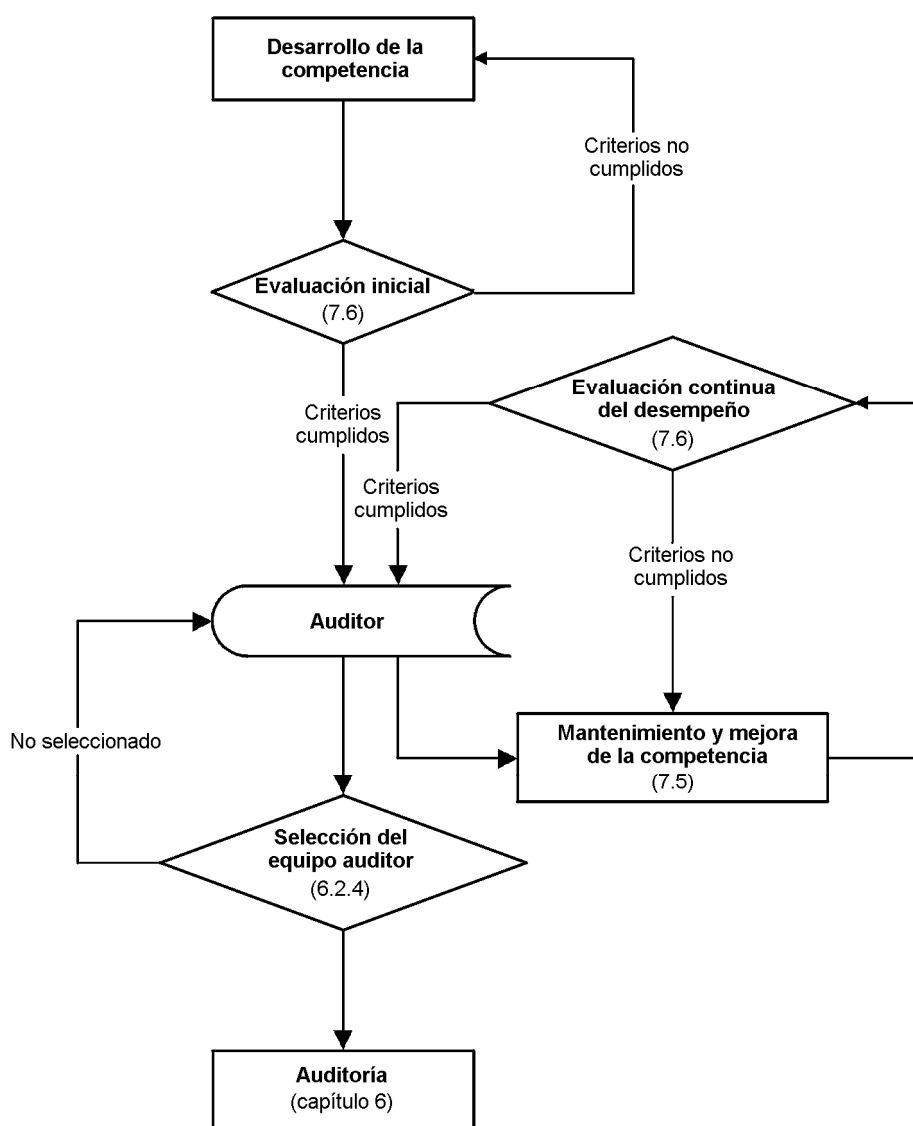 Desarrollo de la
competencia
Criterios no
cumplidos
Evaluación inicial
(7.6)
Evaluación continua
del desempeño
(7.6)
Criterios
cumplidos
Criterios
cumplidos
Criterios no
cumplidos
Auditor
No seleccionado
Mantenimiento y mejora
de la competencia
(7.5)
Selección del
equipo auditor
(6.2.4)
Auditoría
(capítulo 6)